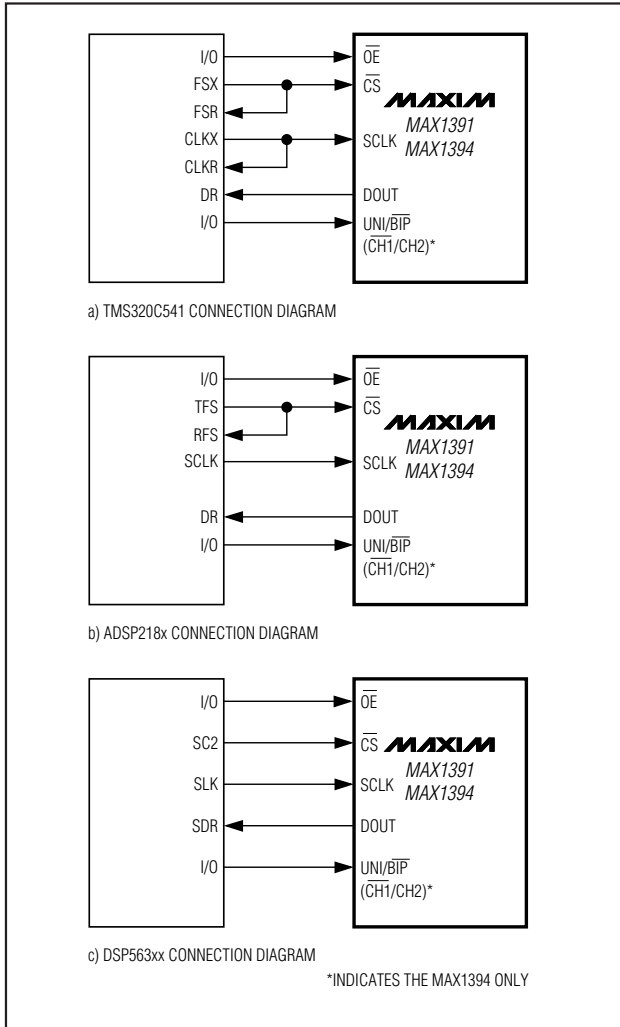 I/O OE
FSX CS
MAXIM
FSR
MAX1391
CLKX SCLK
MAX1394
CLKR
DR DOUT
I/O UNI/BIP
(CH1/CH2)*
a) TMS320C541 CONNECTION DIAGRAM
I/O OE
TFS CS
MAXIM
RFS
MAX1391
SCLK SCLK
MAX1394
DR DOUT
I/O UNI/BIP
(CH1/CH2)*
b) ADSP218x CONNECTION DIAGRAM
I/O OE
SC2 CS MAXIM
MAX1391
SLK SCLK
MAX1394
SDR DOUT
I/O UNI/BIP
(CH1/CH2)*
c) DSP563xx CONNECTION DIAGRAM
*INDICATES THE MAX1394 ONLY